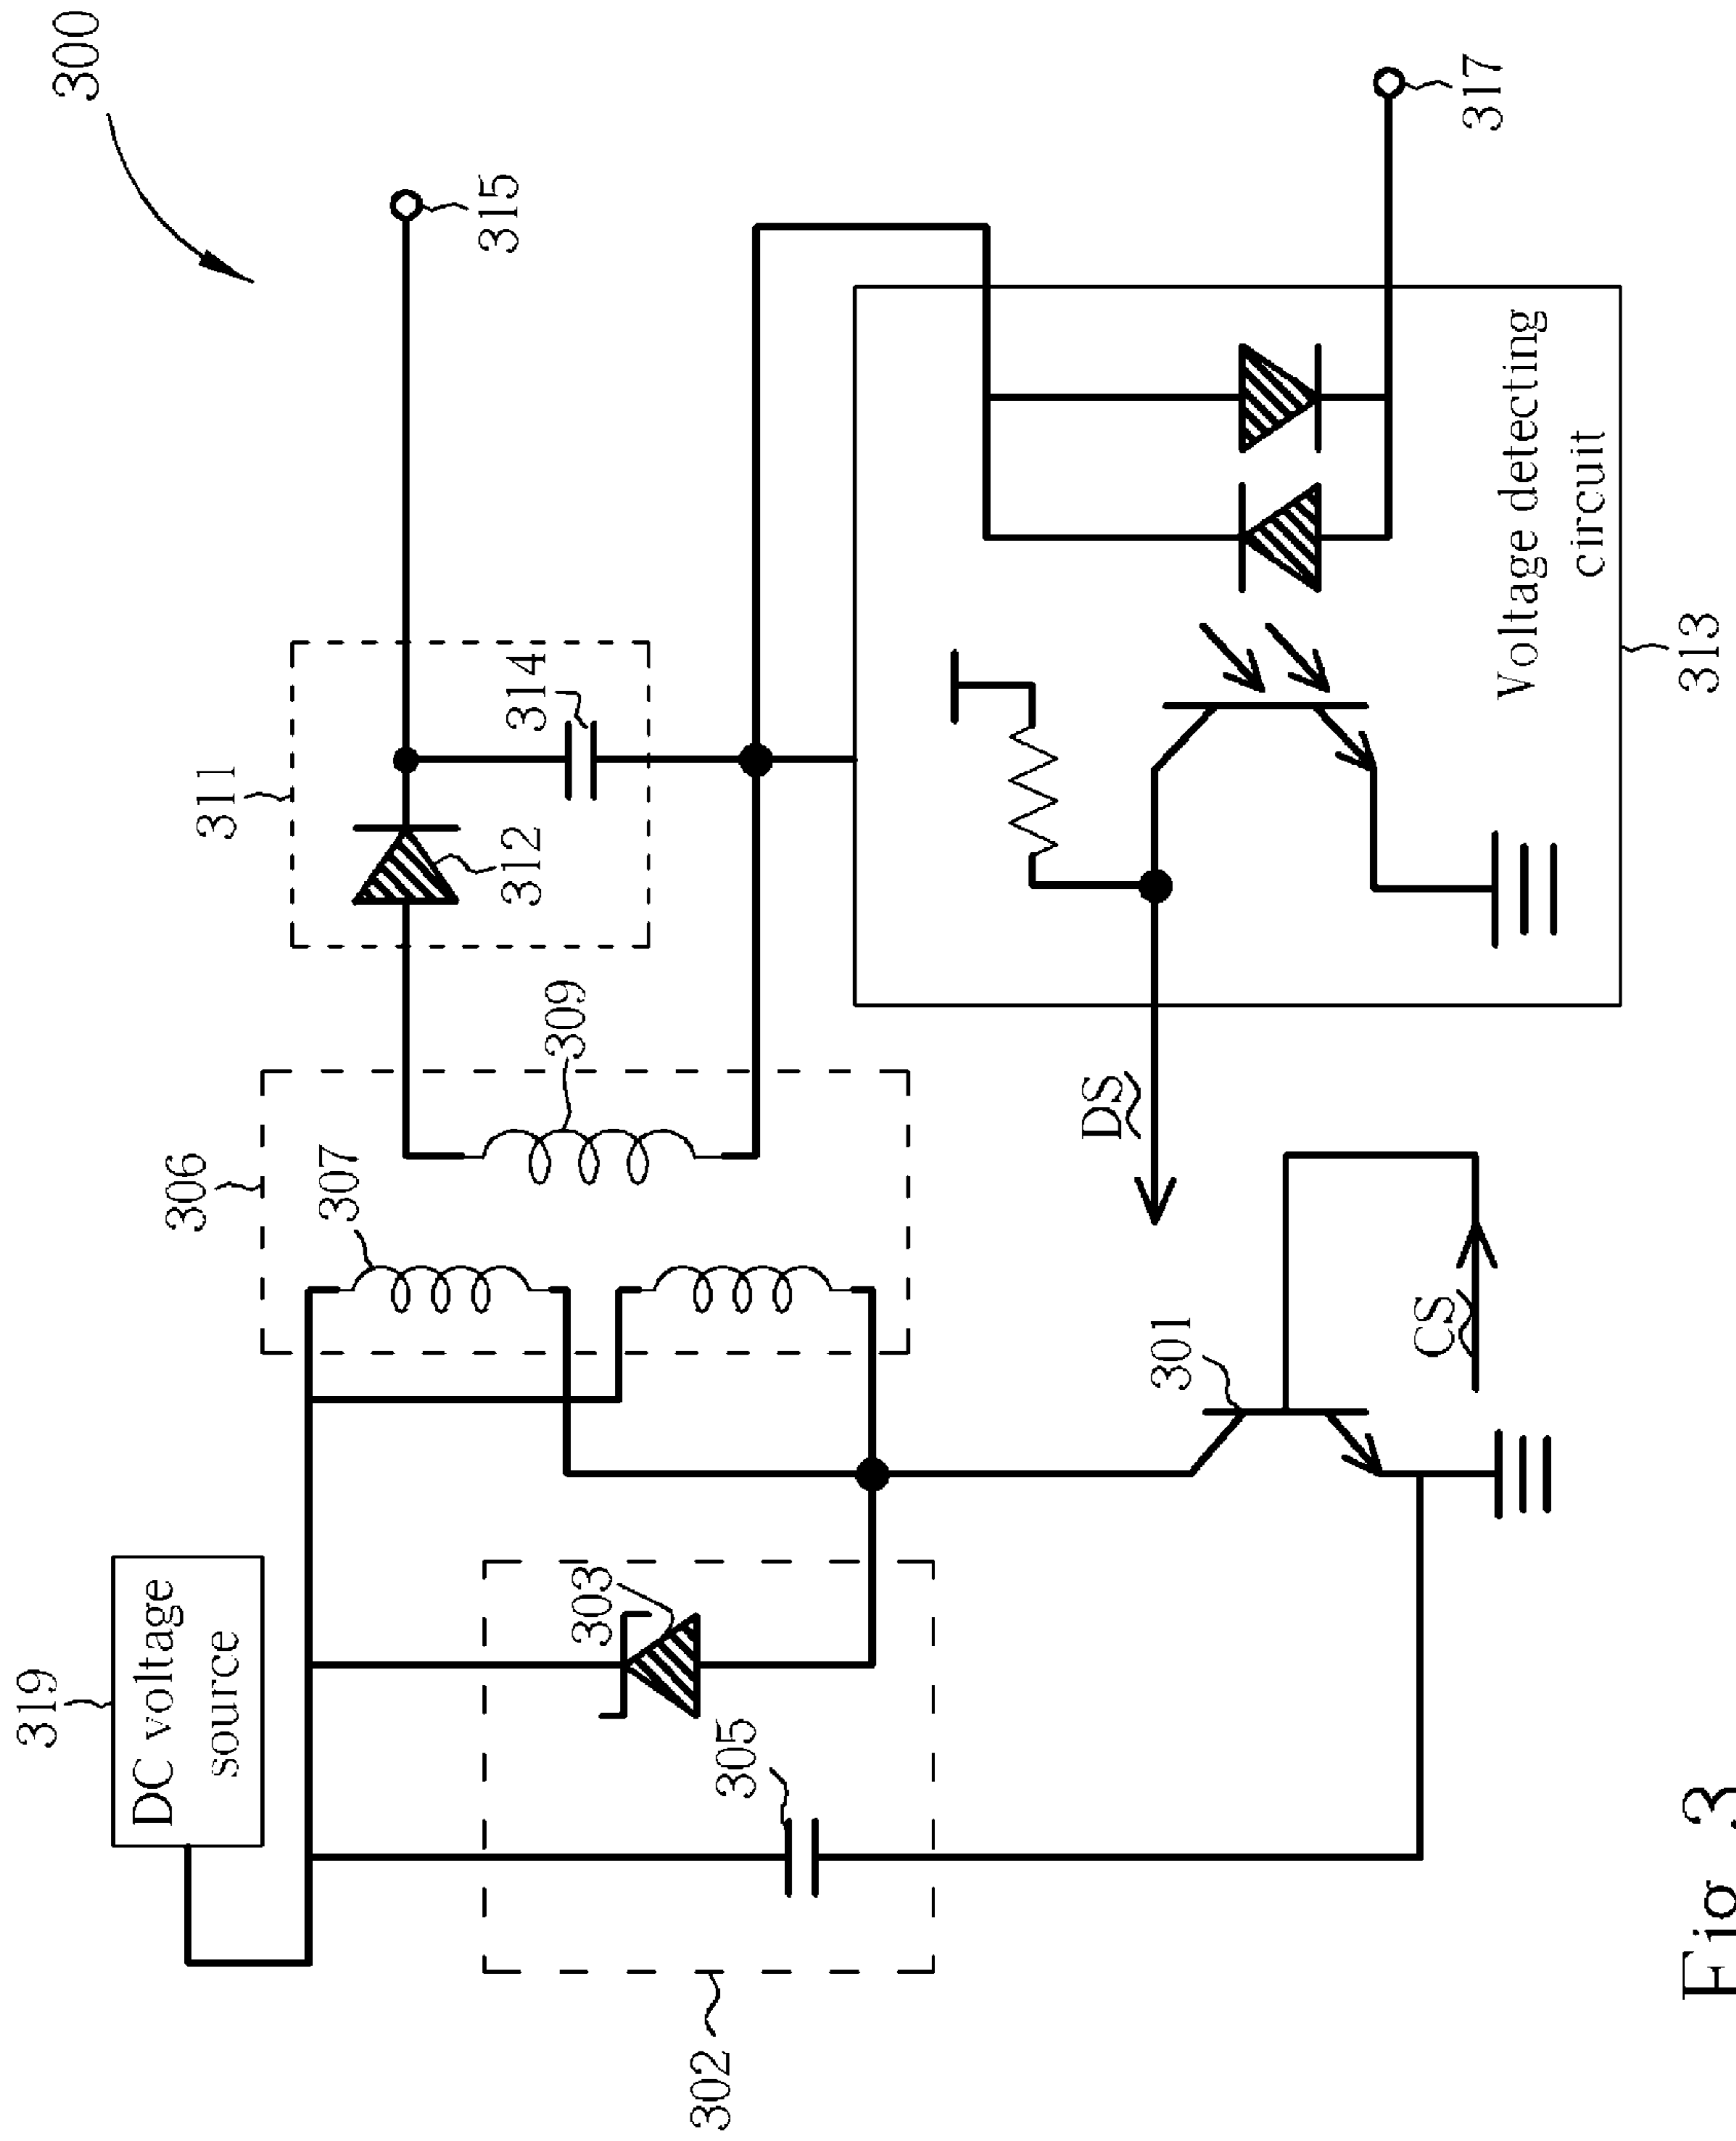 300
319
DC voltage
source
302
303
305
306
307
309
311
312
314
315
301
CS
DS
Voltage detecting
circuit
313
317
Fig. 3